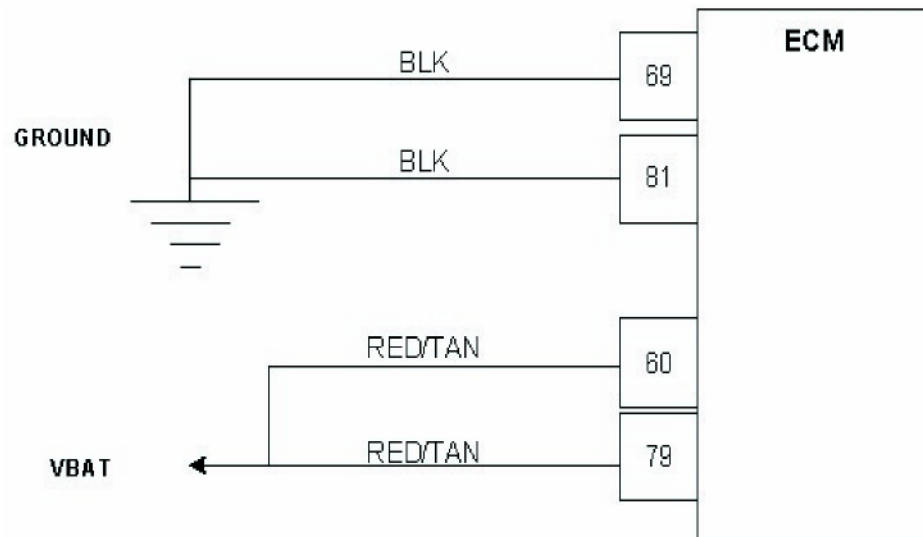 ECM
BLK
69
GROUND
BLK
81
RED/TAN
60
RED/TAN
79
VBAT